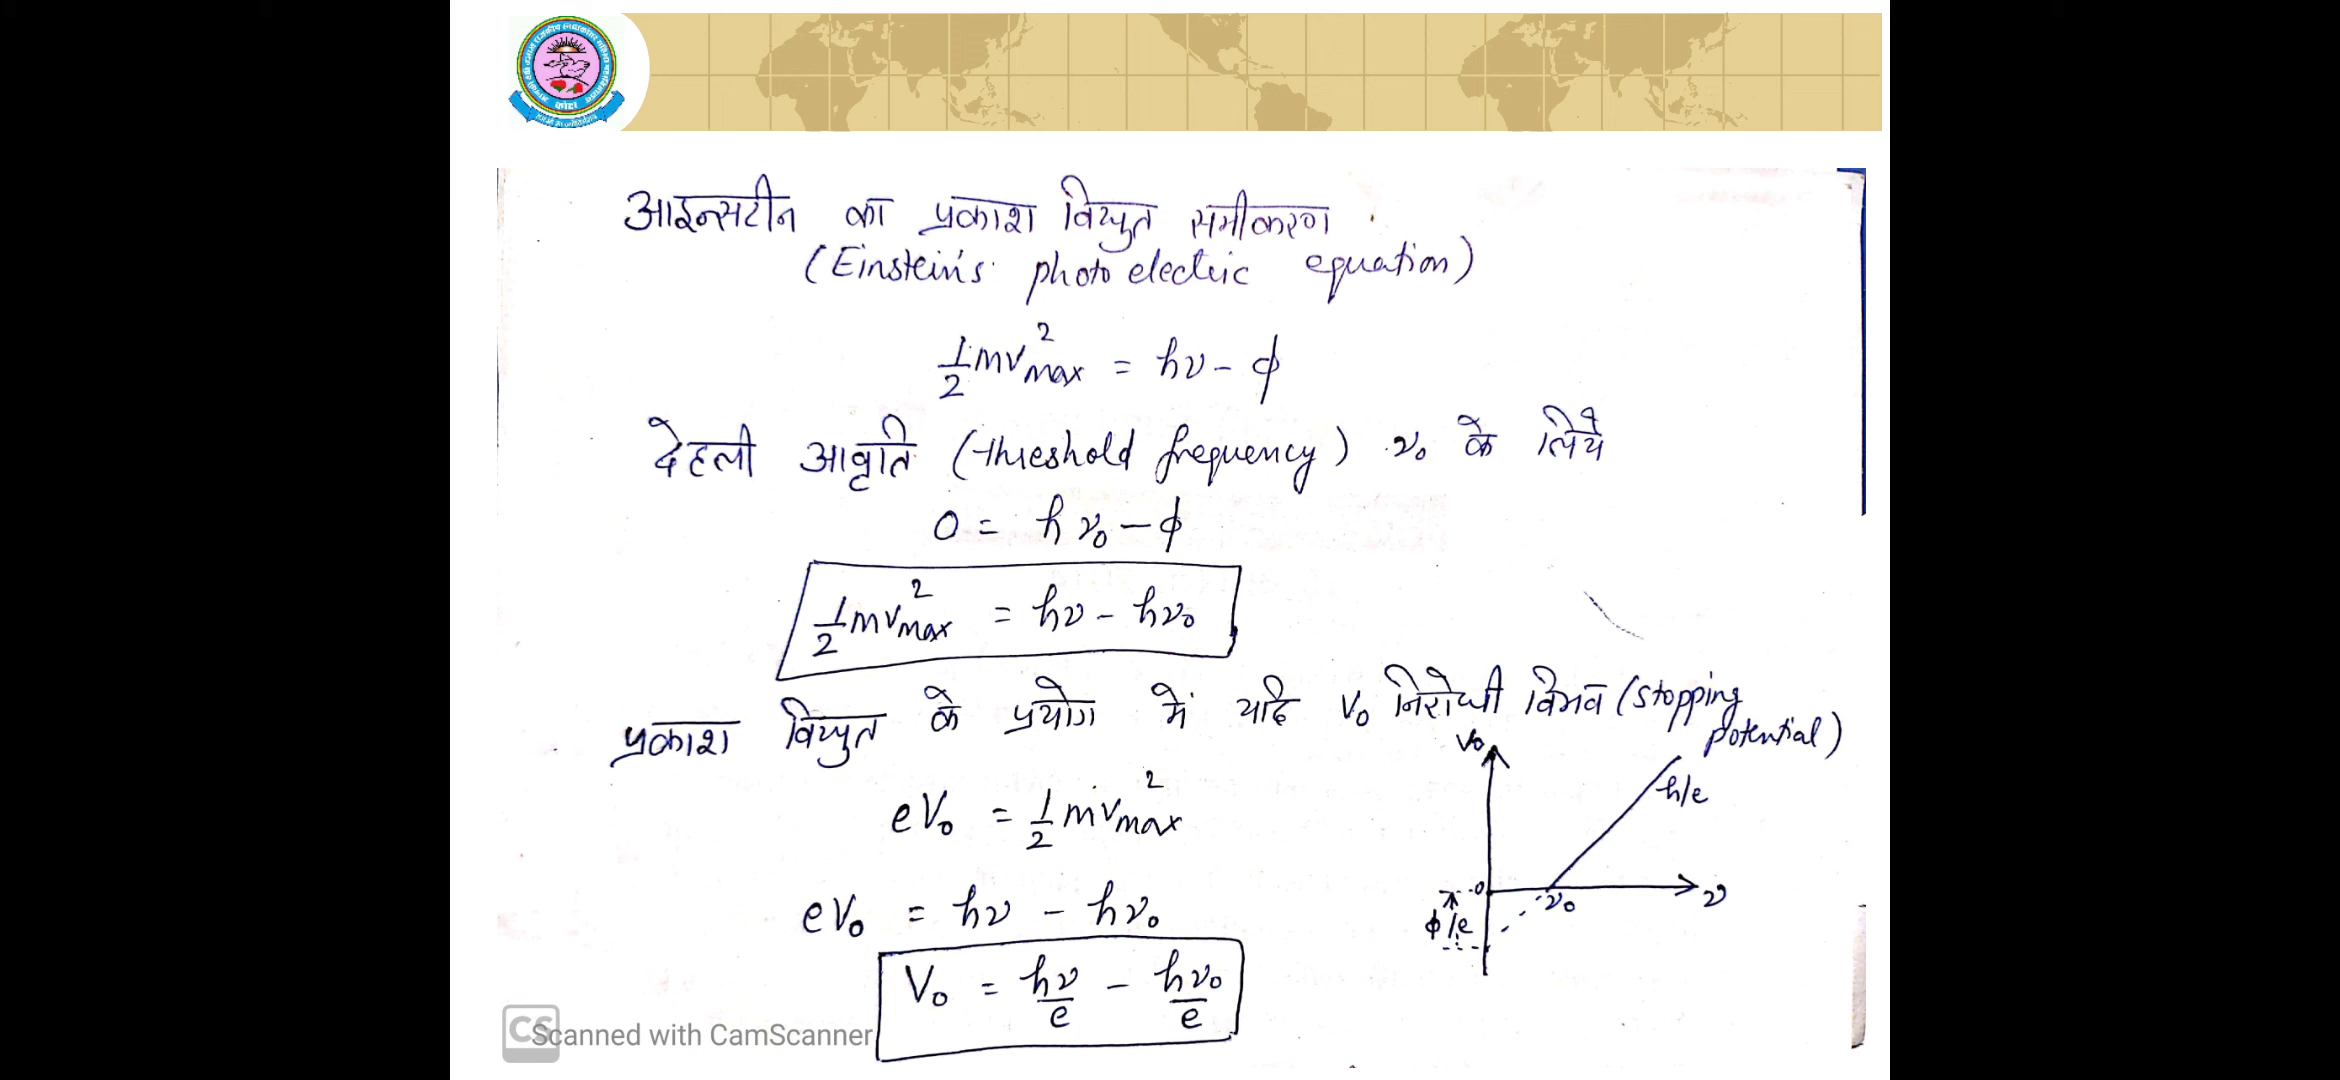 आइन्सटीन का प्रकाश विद्युत समीकरण
(Einstein's photo electric equation)
½mv²max = hν - ϕ
देहली आवृति (threshold frequency) ν₀ के लिये
0 = hν₀ - ϕ
½mv²max = hν - hν₀
प्रकाश विद्युत के प्रयोग में यदि V₀ निरोधी विभव (stopping potential)
eV₀ = ½mv²max
eV₀ = hν - hν₀
V₀ = hν/e - hν₀/e
V₀
h/e
0
ν₀
ν
ϕ/e
CS
Scanned with CamScanner
कोटा